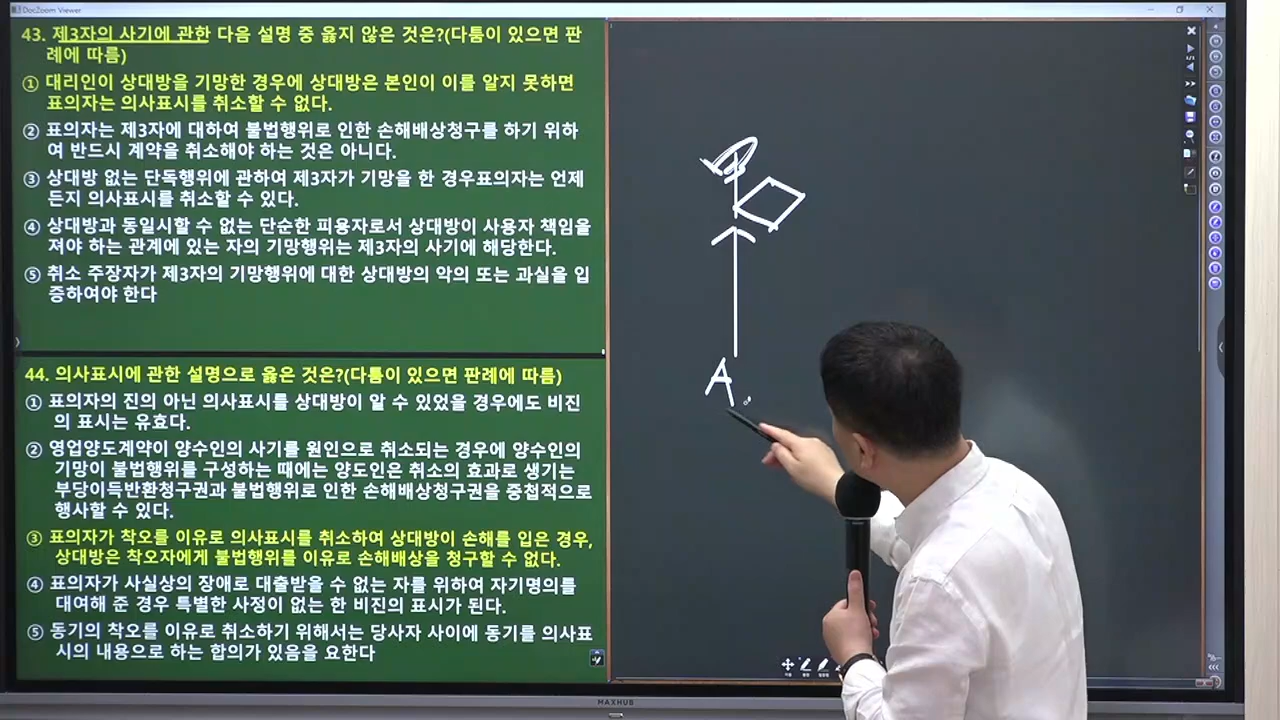 DocZoom Viewer
43. 제3자의 사기에 관한 다음 설명 중 옳지 않은 것은?(다툼이 있으면 판
례에 따름)
① 대리인이 상대방을 기망한 경우에 상대방은 본인이 이를 알지 못하면
표의자는 의사표시를 취소할 수 없다.
② 표의자는 제3자에 대하여 불법행위로 인한 손해배상청구를 하기 위하
여 반드시 계약을 취소해야 하는 것은 아니다.
③ 상대방 없는 단독행위에 관하여 제3자가 기망을 한 경우표의자는 언제
든지 의사표시를 취소할 수 있다.
④ 상대방과 동일시할 수 없는 단순한 피용자로서 상대방이 사용자 책임을
져야 하는 관계에 있는 자의 기망행위는 제3자의 사기에 해당한다.
⑤ 취소 주장자가 제3자의 기망행위에 대한 상대방의 악의 또는 과실을 입
증하여야 한다
44. 의사표시에 관한 설명으로 옳은 것은?(다툼이 있으면 판례에 따름)
① 표의자의 진의 아닌 의사표시를 상대방이 알 수 있었을 경우에도 비진
의 표시는 유효다.
② 영업양도계약이 양수인의 사기를 원인으로 취소되는 경우에 양수인의
기망이 불법행위를 구성하는 때에는 양도인은 취소의 효과로 생기는
부당이득반환청구권과 불법행위로 인한 손해배상청구권을 중첩적으로
행사할 수 있다.
③ 표의자가 착오를 이유로 의사표시를 취소하여 상대방이 손해를 입은 경우,
상대방은 착오자에게 불법행위를 이유로 손해배상을 청구할 수 없다.
④ 표의자가 사실상의 장애로 대출받을 수 없는 자를 위하여 자기명의를
대여해 준 경우 특별한 사정이 없는 한 비진의 표시가 된다.
⑤ 동기의 착오를 이유로 취소하기 위해서는 당사자 사이에 동기를 의사표
시의 내용으로 하는 합의가 있음을 요한다
A
MAXHUB